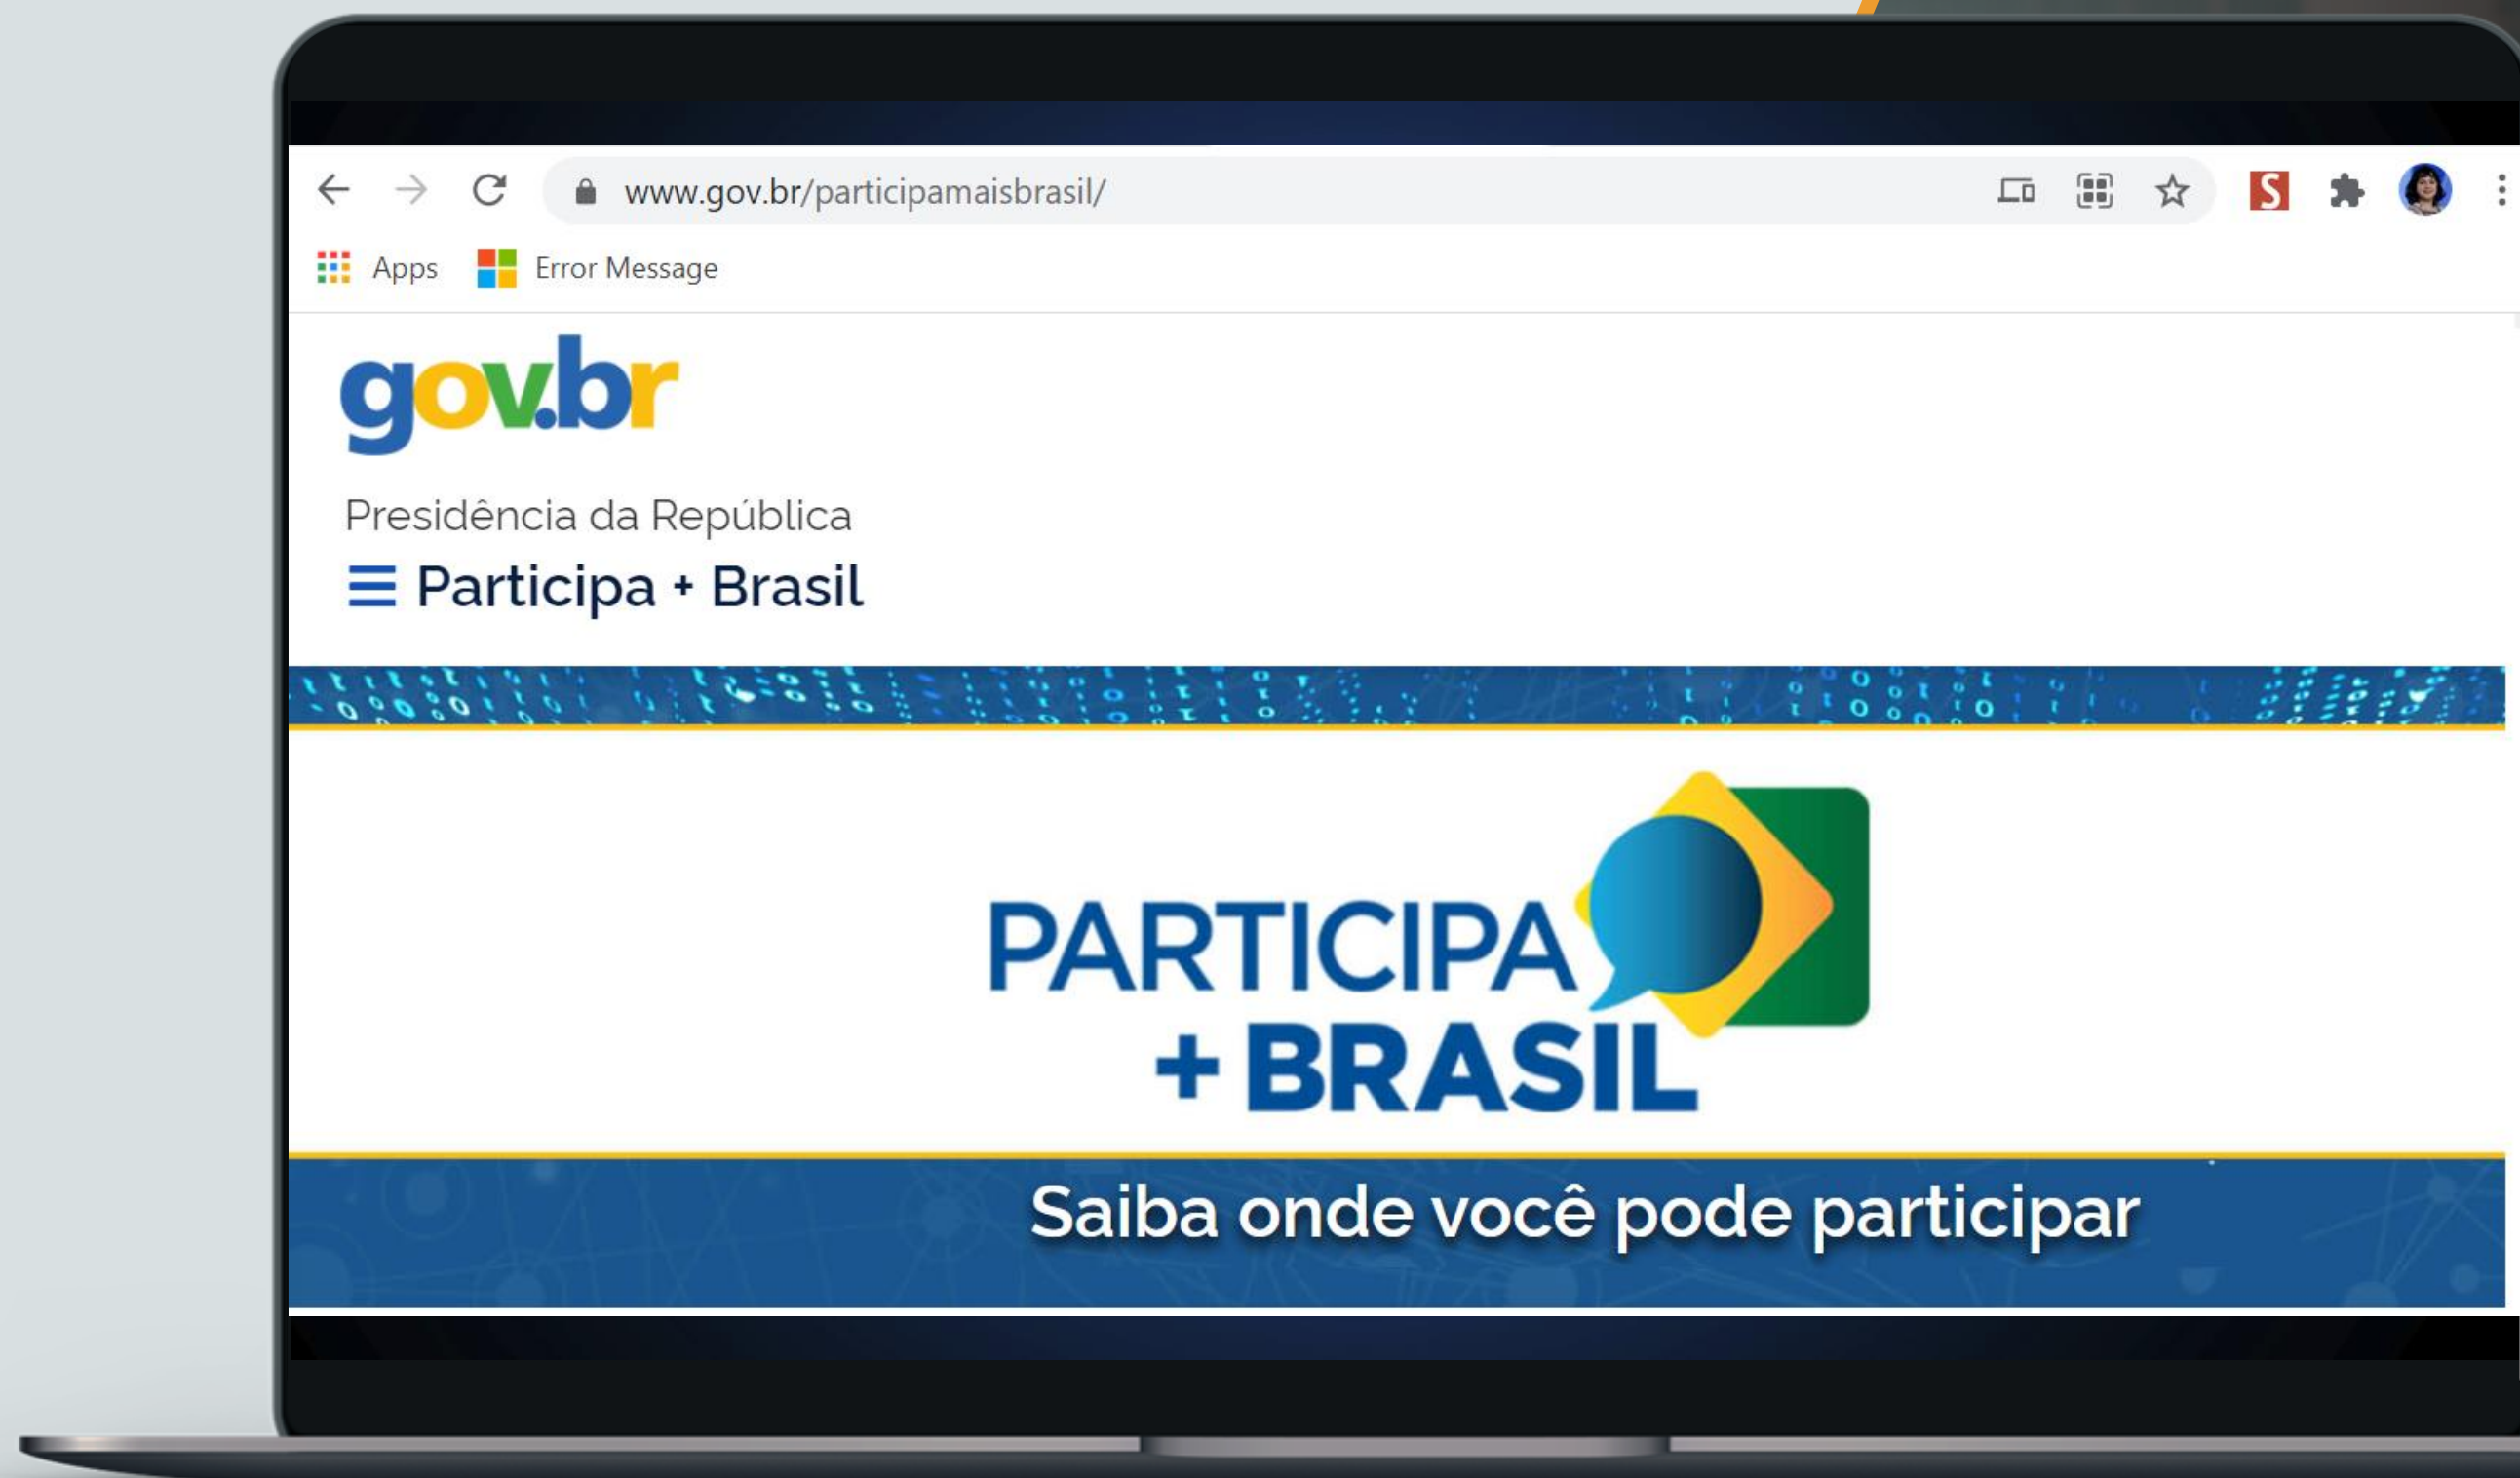 www.gov.br/participamaisbrasil/
Apps Error Message
gov.br
Presidência da República
Participa + Brasil
PARTICIPA
+ BRASIL
Saiba onde você pode participar